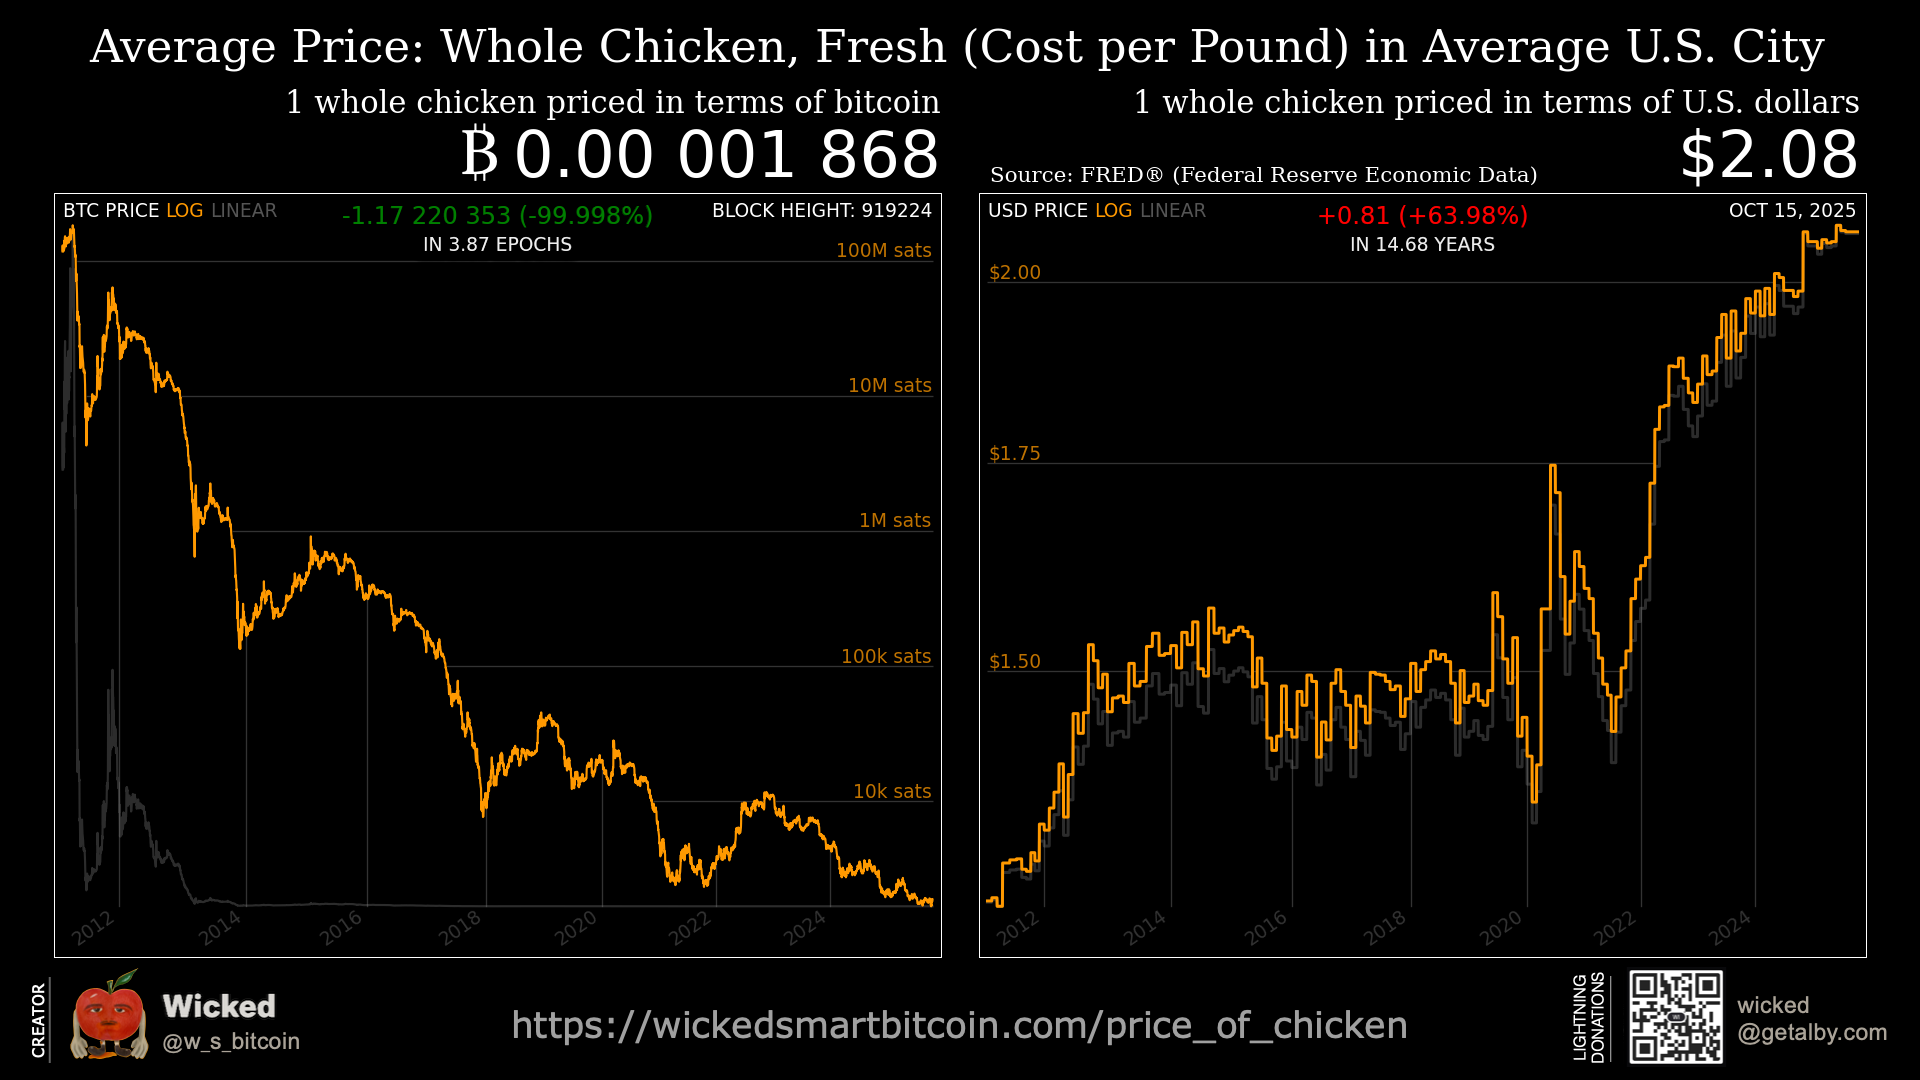 Average Price: Whole Chicken, Fresh (Cost per Pound) in Average U.S. City
1 whole chicken priced in terms of bitcoin
₿ 0.00 001 868
1 whole chicken priced in terms of U.S. dollars
Source: FRED® (Federal Reserve Economic Data)
$2.08
BTC PRICE LOG LINEAR
-1.17 220 353 (-99.998%)
IN 3.87 EPOCHS
BLOCK HEIGHT: 919224
100M sats
10M sats
1M sats
100k sats
10k sats
2012
2014
2016
2018
2020
2022
2024
USD PRICE LOG LINEAR
+0.81 (+63.98%)
IN 14.68 YEARS
OCT 15, 2025
$2.00
$1.75
$1.50
2012
2014
2016
2018
2020
2022
2024
CREATOR
Wicked
@w_s_bitcoin
https://wickedsmartbitcoin.com/price_of_chicken
LIGHTNING
DONATIONS
wicked
@getalby.com